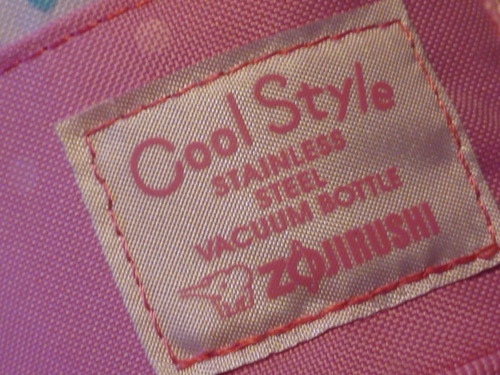 Cool Style
STAINLESS
STEEL
VACUUM BOTTLE
ZOJIRUSHI